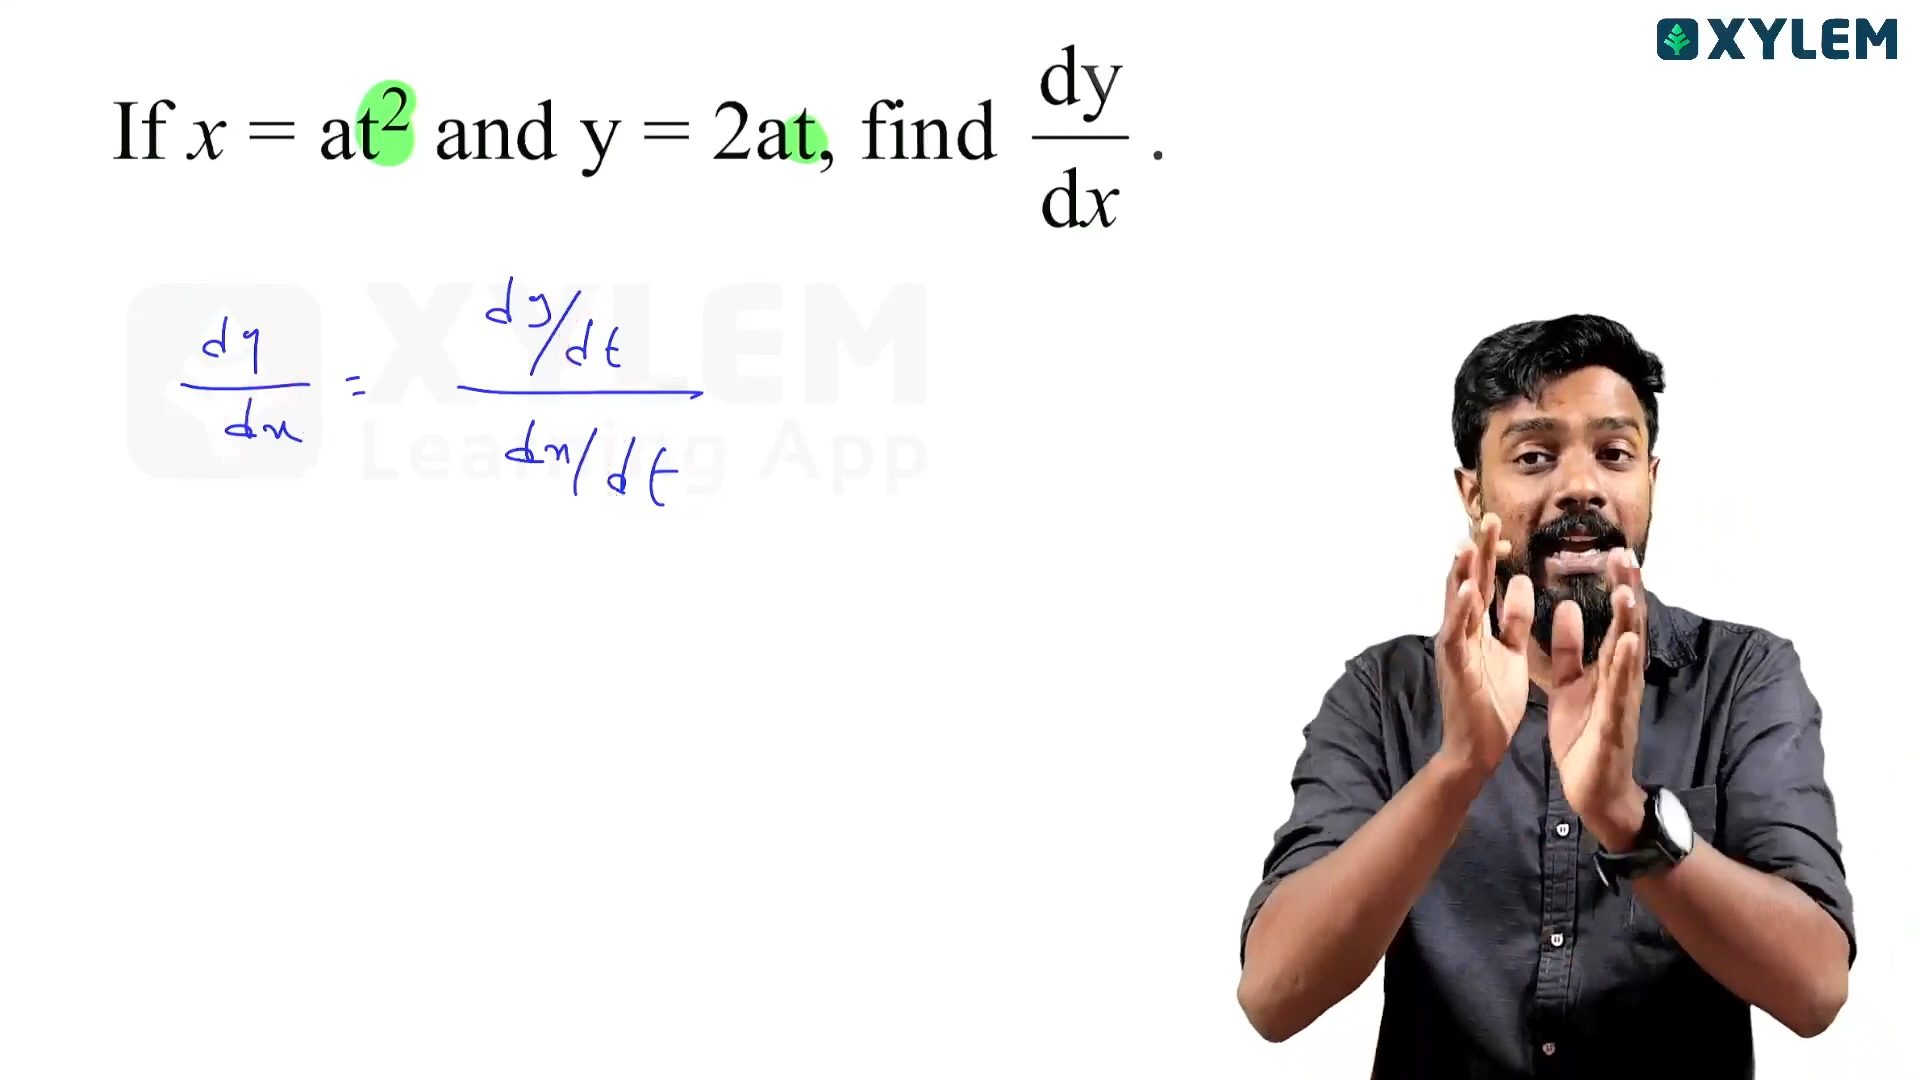 XYLEM
If x = at² and y = 2at, find dy/dx .
dy/dx = dy/dt / dx/dt
XYLEM
Learning App